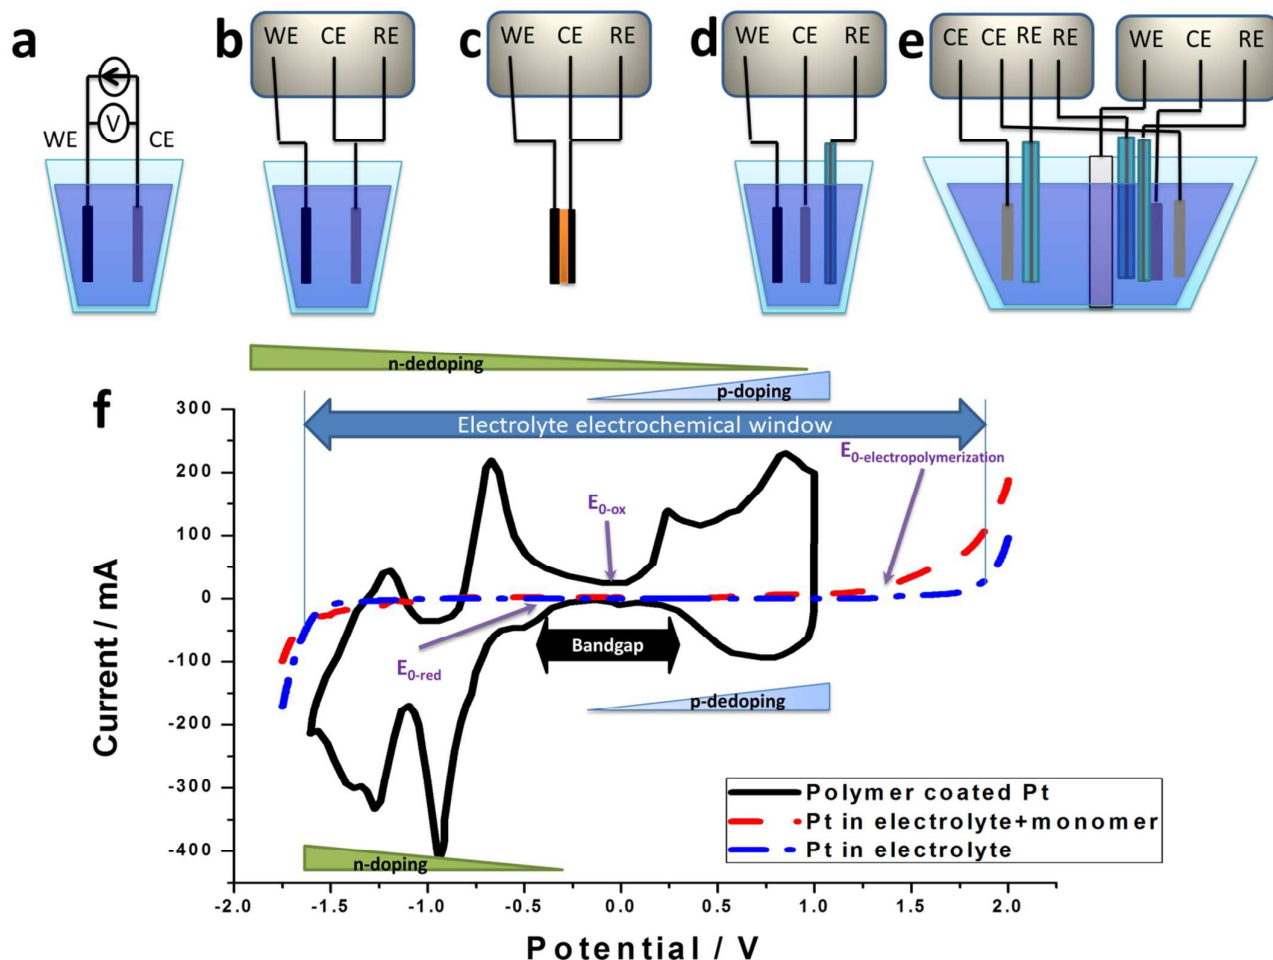 a
WE
CE
V
b
WE CE RE
c
WE CE RE
d
WE CE RE
e
CE CE RE RE
WE CE RE
n-dedoping
p-doping
f
Electrolyte electrochemical window
E0-electropolymerization
E0-ox
E0-red
Bandgap
p-dedoping
n-doping
Current / mA
300
200
100
0
-100
-200
-300
-400
Polymer coated Pt
Pt in electrolyte+monomer
Pt in electrolyte
-2.0 -1.5 -1.0 -0.5 0.0 0.5 1.0 1.5 2.0
Potential / V